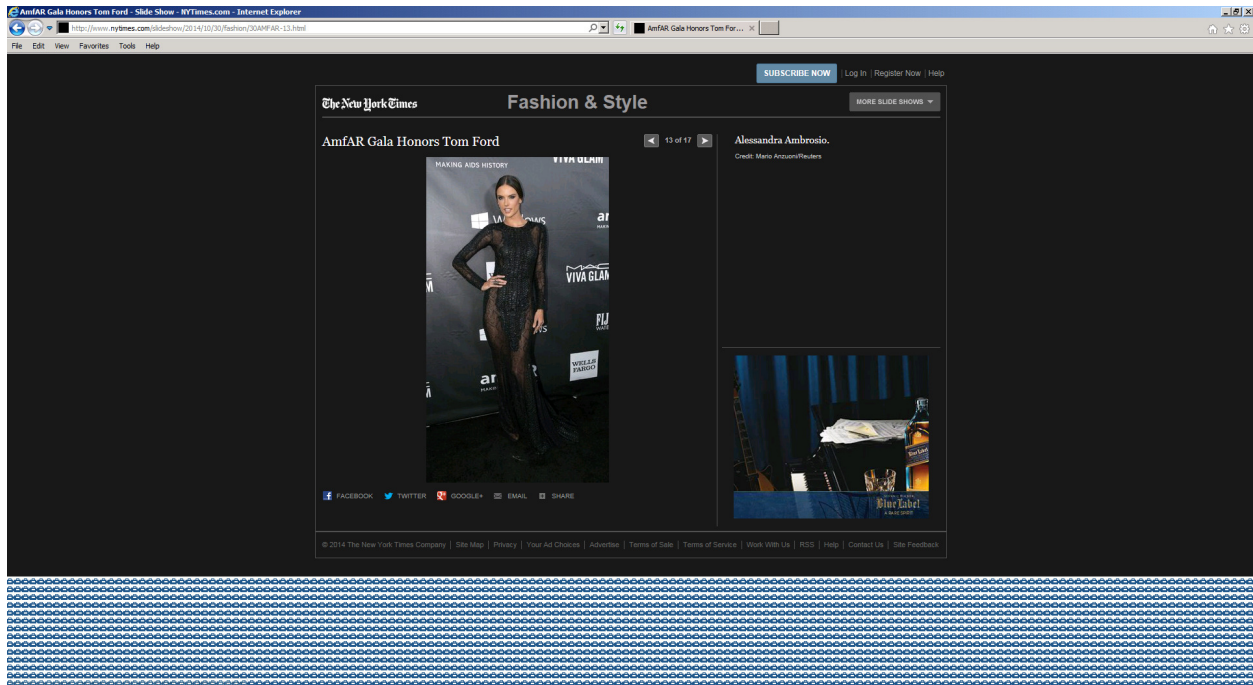 AmfAR Gala Honors Tom Ford - Slide Show - NYTimes.com - Internet Explorer
http://www.nytimes.com/slideshow/2014/10/30/fashion/30AMFAR-13.html
AmfAR Gala Honors Tom For...
File Edit View Favorites Tools Help
SUBSCRIBE NOW | Log In | Register Now | Help
The New York Times
Fashion & Style
MORE SLIDE SHOWS
AmfAR Gala Honors Tom Ford
13 of 17
Alessandra Ambrosio.
Credit: Mario Anzuoni/Reuters
MAKING AIDS HISTORY
VIVA GLAM
Windows
MAC
VIVA GLAM
FIJI
WELLS
FARGO
Blue Label
Blue Label
FACEBOOK TWITTER GOOGLE+ EMAIL SHARE
© 2014 The New York Times Company | Site Map | Privacy | Your Ad Choices | Advertise | Terms of Sale | Terms of Service | Work With Us | RSS | Help | Contact Us | Site Feedback